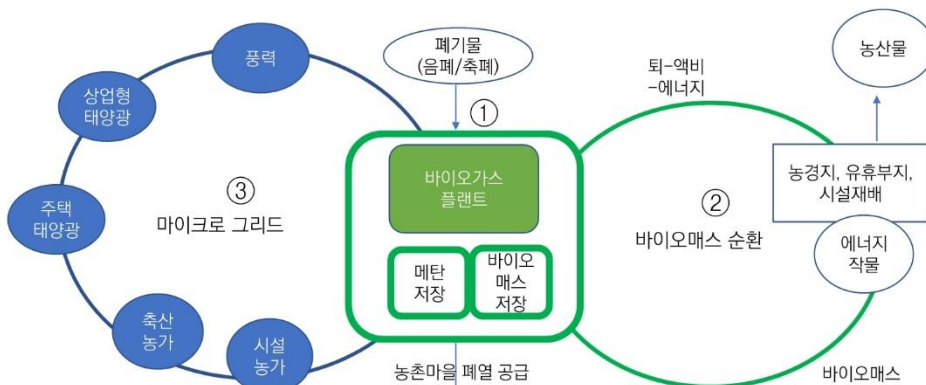 풍력
상업형
태양광
주택
태양광
축산
농가
시설
농가
③
마이크로 그리드
폐기물
(음폐/축폐)
①
바이오가스
플랜트
메탄
저장
바이오
매스
저장
농촌마을 폐열 공급
퇴-액비
-에너지
②
바이오매스 순환
농산물
농경지, 유휴부지,
시설재배
에너지
작물
바이오매스